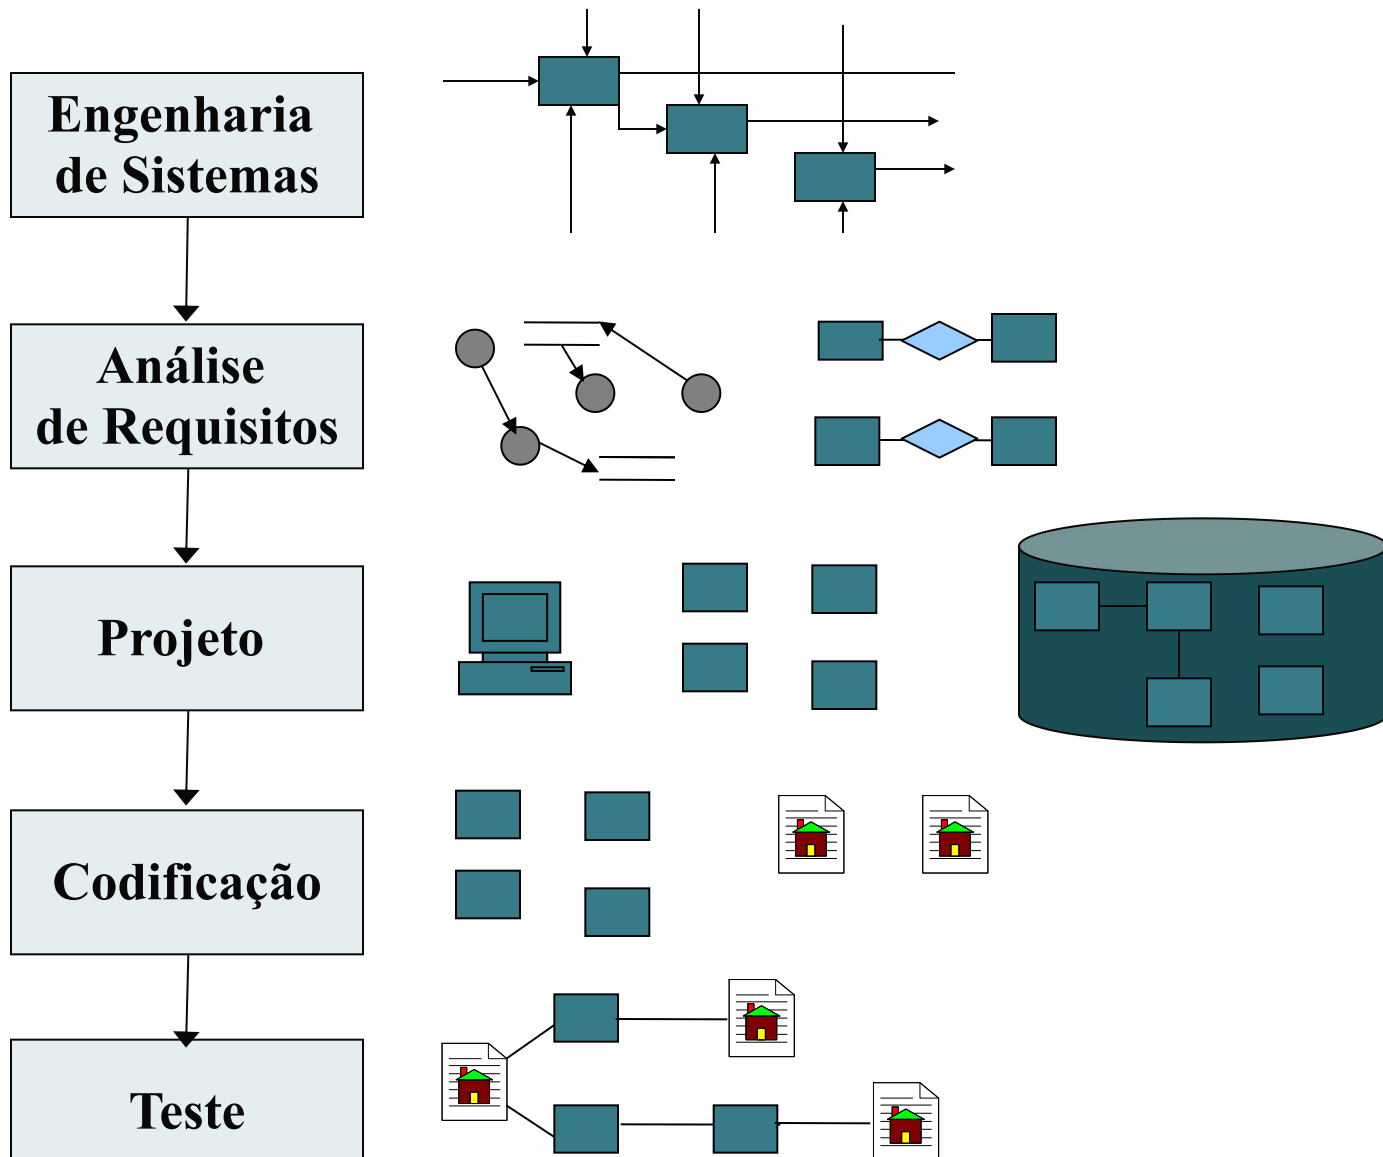 Engenharia
de Sistemas
Análise
de Requisitos
Projeto
Codificação
Teste